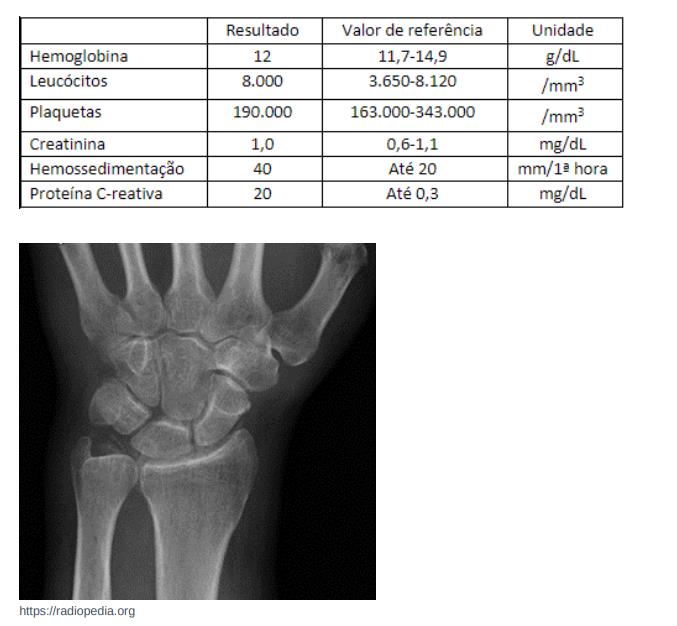 Resultado Valor de referência Unidade
Hemoglobina 12 11,7-14,9 g/dL
Leucócitos 8.000 3.650-8.120 /mm³
Plaquetas 190.000 163.000-343.000 /mm³
Creatinina 1,0 0,6-1,1 mg/dL
Hemossedimentação 40 Até 20 mm/1ª hora
Proteína C-reativa 20 Até 0,3 mg/dL
https://radiopedia.org